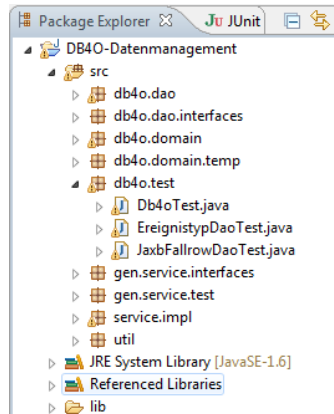 Package Explorer JU JUnit
DB4O-Datenmanagement
src
db4o.dao
db4o.dao.interfaces
db4o.domain
db4o.domain.temp
db4o.test
Db4oTest.java
EreignistypDaoTest.java
JaxbFallrowDaoTest.java
gen.service.interfaces
gen.service.test
service.impl
util
JRE System Library [JavaSE-1.6]
Referenced Libraries
lib